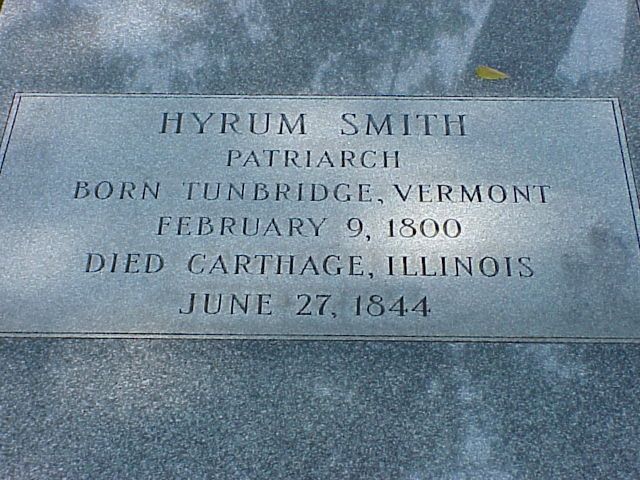 HYRUM SMITH
PATRIARCH
BORN TUNBRIDGE, VERMONT
FEBRUARY 9, 1800
DIED CARTHAGE, ILLINOIS
JUNE 27, 1844